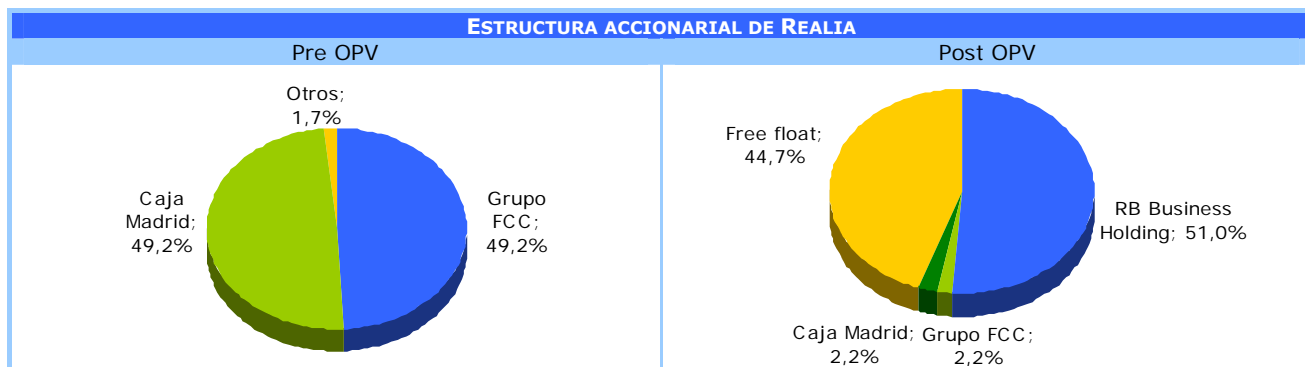 ESTRUCTURA ACCIONARIAL DE REALIA
Pre OPV
Otros;
1,7%
Caja
Madrid;
49,2%
Grupo
FCC;
49,2%
Post OPV
Free float;
44,7%
RB Business
Holding; 51,0%
Caja Madrid;
2,2%
Grupo FCC;
2,2%